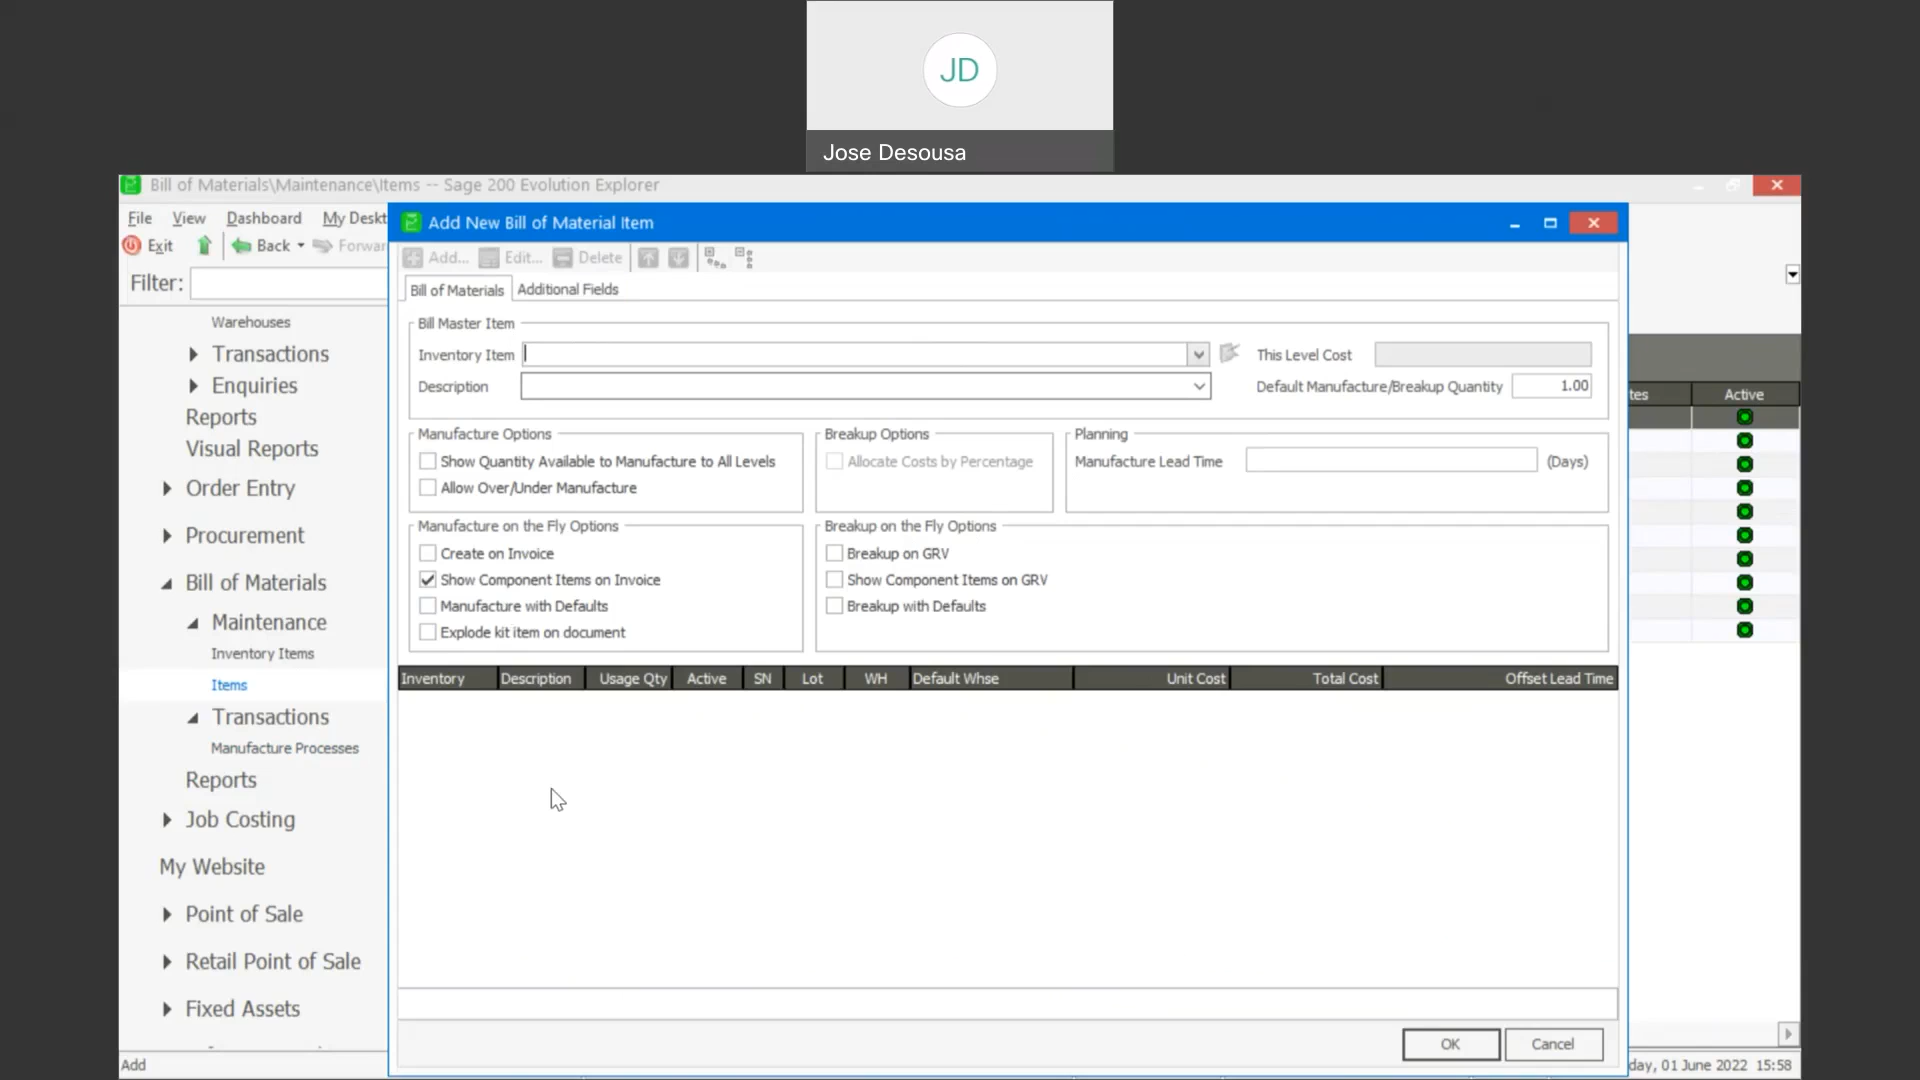 JD
Jose Desousa
Bill of Materials\Maintenance\Items -- Sage 200 Evolution Explorer
File View Dashboard My Deskt
Exit Back Forwar
Filter:
Warehouses
Transactions
Enquiries
Reports
Visual Reports
Order Entry
Procurement
Bill of Materials
Maintenance
Inventory Items
Items
Transactions
Manufacture Processes
Reports
Job Costing
My Website
Point of Sale
Retail Point of Sale
Fixed Assets
Add
Add New Bill of Material Item
Add... Edit... Delete
Bill of Materials Additional Fields
Bill Master Item
Inventory Item This Level Cost
Description Default Manufacture/Breakup Quantity 1.00
Manufacture Options
Show Quantity Available to Manufacture to All Levels
Allow Over/Under Manufacture
Breakup Options
Allocate Costs by Percentage
Planning
Manufacture Lead Time (Days)
Manufacture on the Fly Options
Create on Invoice
Show Component Items on Invoice
Manufacture with Defaults
Explode kit item on document
Breakup on the Fly Options
Breakup on GRV
Show Component Items on GRV
Breakup with Defaults
Inventory Description Usage Qty Active SN Lot WH Default Whse Unit Cost Total Cost Offset Lead Time
OK Cancel
tes Active
day, 01 June 2022 15:58